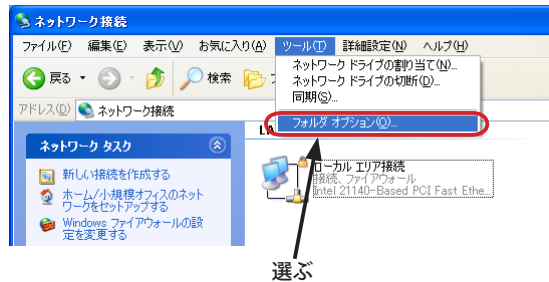 ネットワーク接続
ファイル(F) 編集(E) 表示(V) お気に入り(A) ツール(T) 詳細設定(N) ヘルプ(H)
ネットワーク ドライブの割り当て(N)...
ネットワーク ドライブの切断(D)...
同期(S)...
フォルダ オプション(O)...
戻る 検索
アドレス(D) ネットワーク接続
LA
ネットワーク タスク
新しい接続を作成する
ホーム/小規模オフィスのネット
ワークをセットアップする
Windows ファイアウォールの設
定を変更する
ローカル エリア接続
接続、ファイアウォール
Intel 21140-Based PCI Fast Ethe...
選ぶ